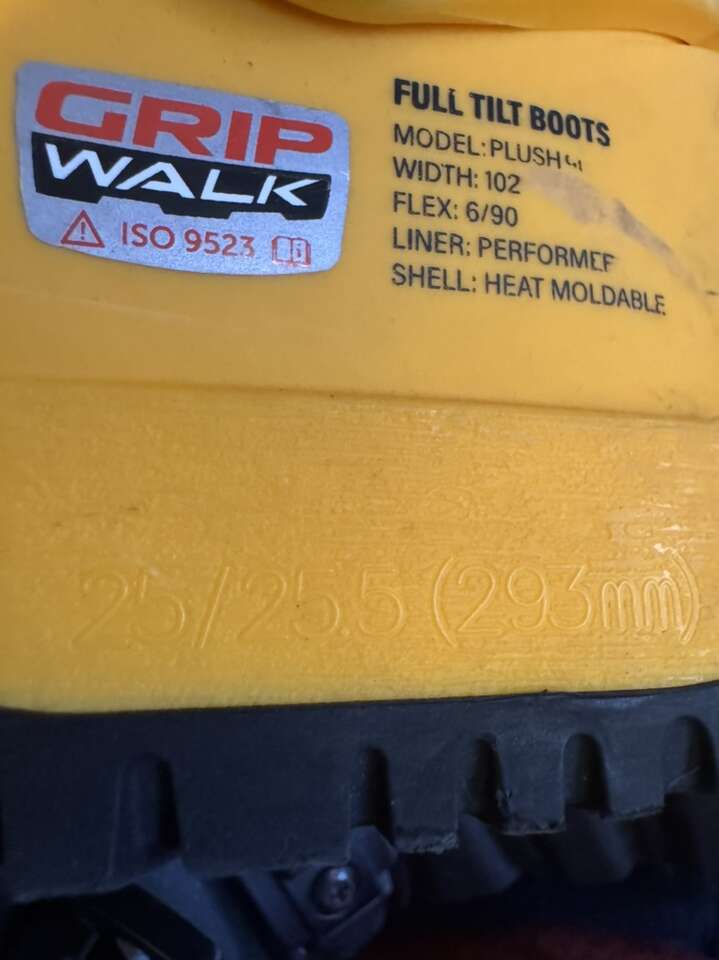 GRIP
WALK
ISO 9523
FULL TILT BOOTS
MODEL: PLUSH
WIDTH: 102
FLEX: 6/90
LINER: PERFORMER
SHELL: HEAT MOLDABLE
25/25.5 (293mm)